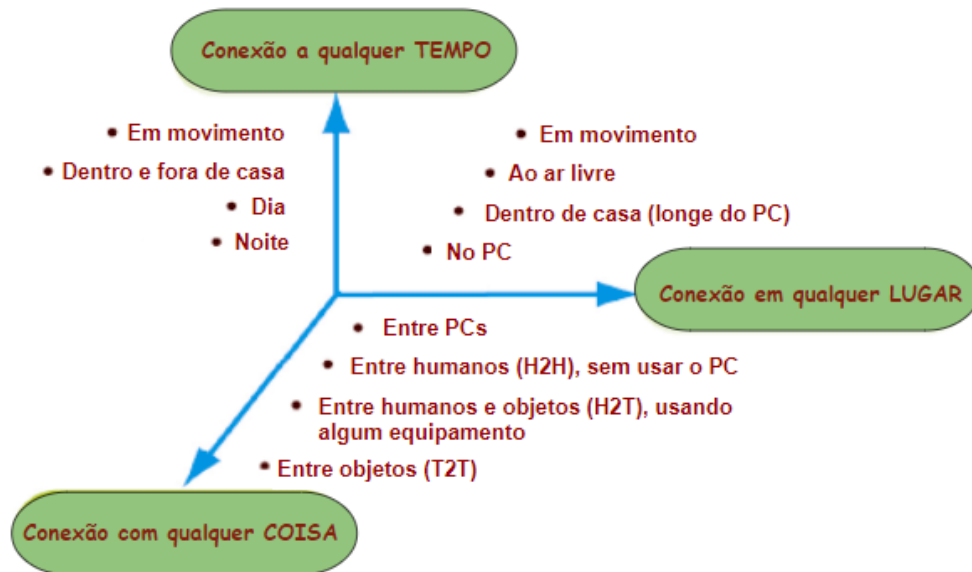 Conexão a qualquer TEMPO
• Em movimento
• Dentro e fora de casa
• Dia
• Noite
• Em movimento
• Ao ar livre
• Dentro de casa (longe do PC)
• No PC
Conexão em qualquer LUGAR
• Entre PCs
• Entre humanos (H2H), sem usar o PC
• Entre humanos e objetos (H2T), usando
algum equipamento
• Entre objetos (T2T)
Conexão com qualquer COISA